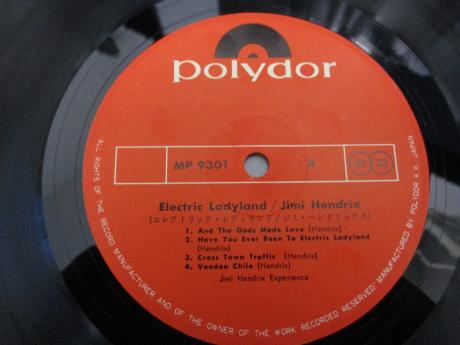 polydor
MP 9301 A ST 33
Electric Ladyland / Jimi Hendrix
(エレクトリック・レディランド/ジミ・ヘンドリックス)
1. And The Gods Made Love (Hendrix)
2. Have You Ever Been To Electric Ladyland
(Hendrix)
3. Cross Town Traffic (Hendrix)
4. Voodoo Chile (Hendrix)
Jimi Hendrix Experience
ALL RIGHTS OF THE RECORD MANUFACTURER AND OF THE OWNER OF THE WORK RECORDED RESERVED MANUFACTURED BY POLYDOR K.K. JAPAN